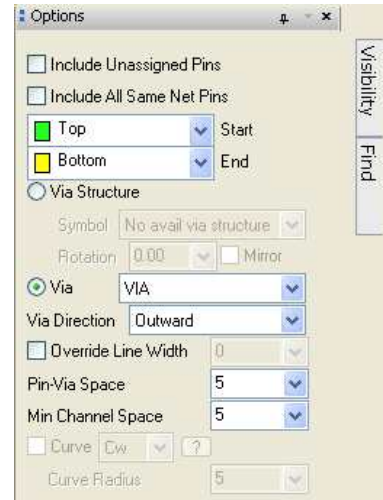 Options
Include Unassigned Pins
Include All Same Net Pins
Top Start
Bottom End
Via Structure
Symbol No avail via structure
Rotation 0.00 Mirror
Via VIA
Via Direction Outward
Override Line Width 0
Pin-Via Space 5
Min Channel Space 5
Curve Cw ?
Curve Radius 5
Visibility
Find